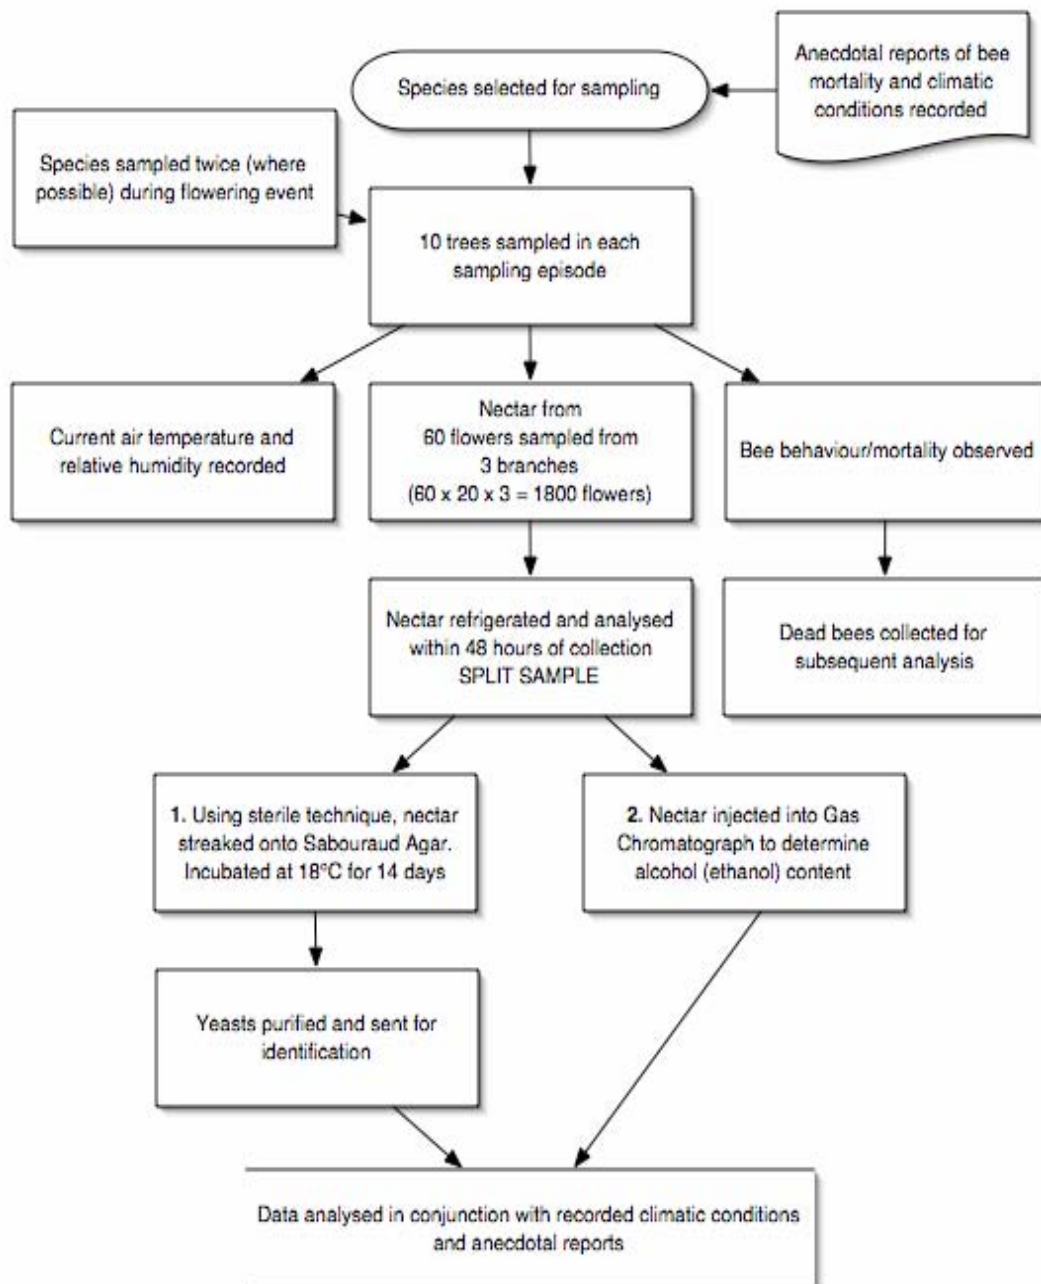 Species selected for sampling
Anecdotal reports of bee
mortality and climatic
conditions recorded
Species sampled twice (where
possible) during flowering event
10 trees sampled in each
sampling episode
Current air temperature and
relative humidity recorded
Nectar from
60 flowers sampled from
3 branches
(60 x 20 x 3 = 1800 flowers)
Bee behaviour/mortality observed
Nectar refrigerated and analysed
within 48 hours of collection
SPLIT SAMPLE
Dead bees collected for
subsequent analysis
1. Using sterile technique, nectar
streaked onto Sabouraud Agar.
Incubated at 18°C for 14 days
2. Nectar injected into Gas
Chromatograph to determine
alcohol (ethanol) content
Yeasts purified and sent for
identification
Data analysed in conjunction with recorded climatic conditions
and anecdotal reports